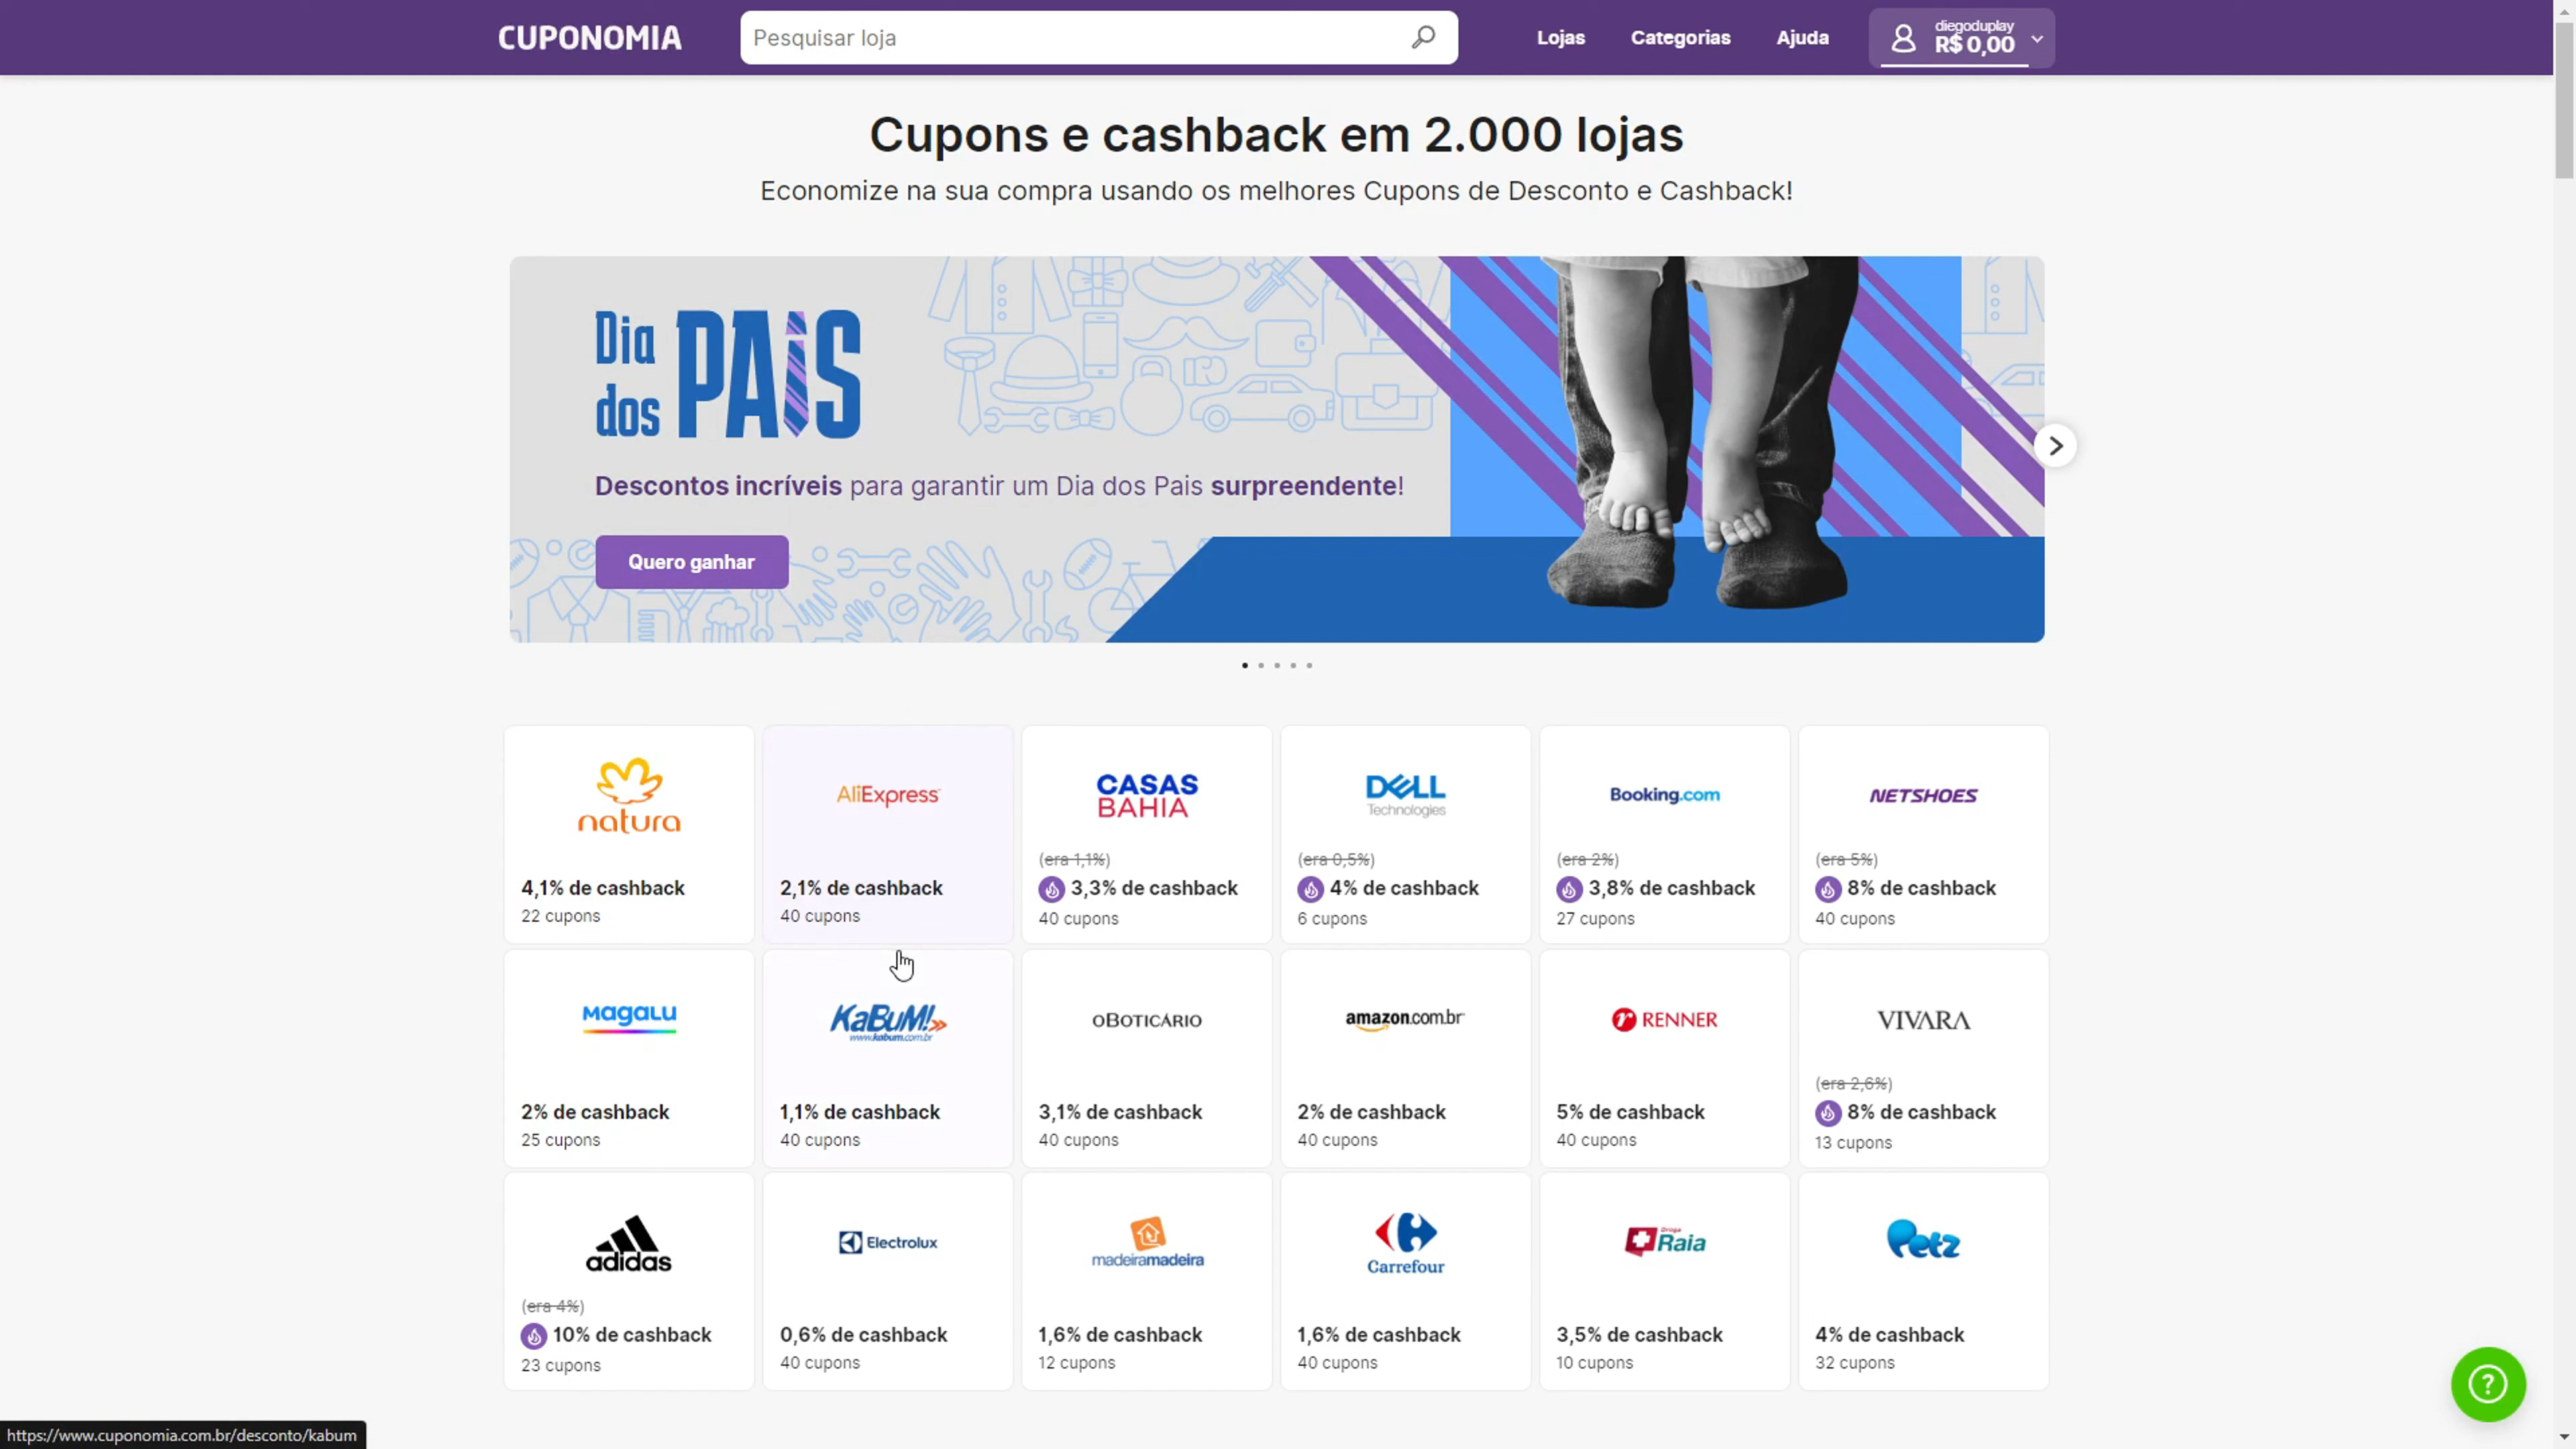 CUPONOMIA
Pesquisar loja
Lojas
Categorias
Ajuda
diegoduplay
R$ 0,00
Cupons e cashback em 2.000 lojas
Economize na sua compra usando os melhores Cupons de Desconto e Cashback!
Dia dos PAIS
Descontos incríveis para garantir um Dia dos Pais surpreendente!
Quero ganhar
natura
4,1% de cashback
22 cupons
AliExpress
2,1% de cashback
40 cupons
CASAS
BAHIA
(era 1,1%)
3,3% de cashback
40 cupons
DELL
Technologies
(era 0,5%)
4% de cashback
6 cupons
Booking.com
(era 2%)
3,8% de cashback
27 cupons
NETSHOES
(era 5%)
8% de cashback
40 cupons
Magalu
2% de cashback
25 cupons
KaBuM!
www.kabum.com.br
1,1% de cashback
40 cupons
oBOTICÁRIO
3,1% de cashback
40 cupons
amazon.com.br
2% de cashback
40 cupons
r RENNER
5% de cashback
40 cupons
VIVARA
(era 2,6%)
8% de cashback
13 cupons
adidas
(era 4%)
10% de cashback
23 cupons
Electrolux
0,6% de cashback
40 cupons
madeiramadeira
1,6% de cashback
12 cupons
Carrefour
1,6% de cashback
40 cupons
Droga
Raia
3,5% de cashback
10 cupons
Petz
4% de cashback
32 cupons
?
https://www.cuponomia.com.br/desconto/kabum